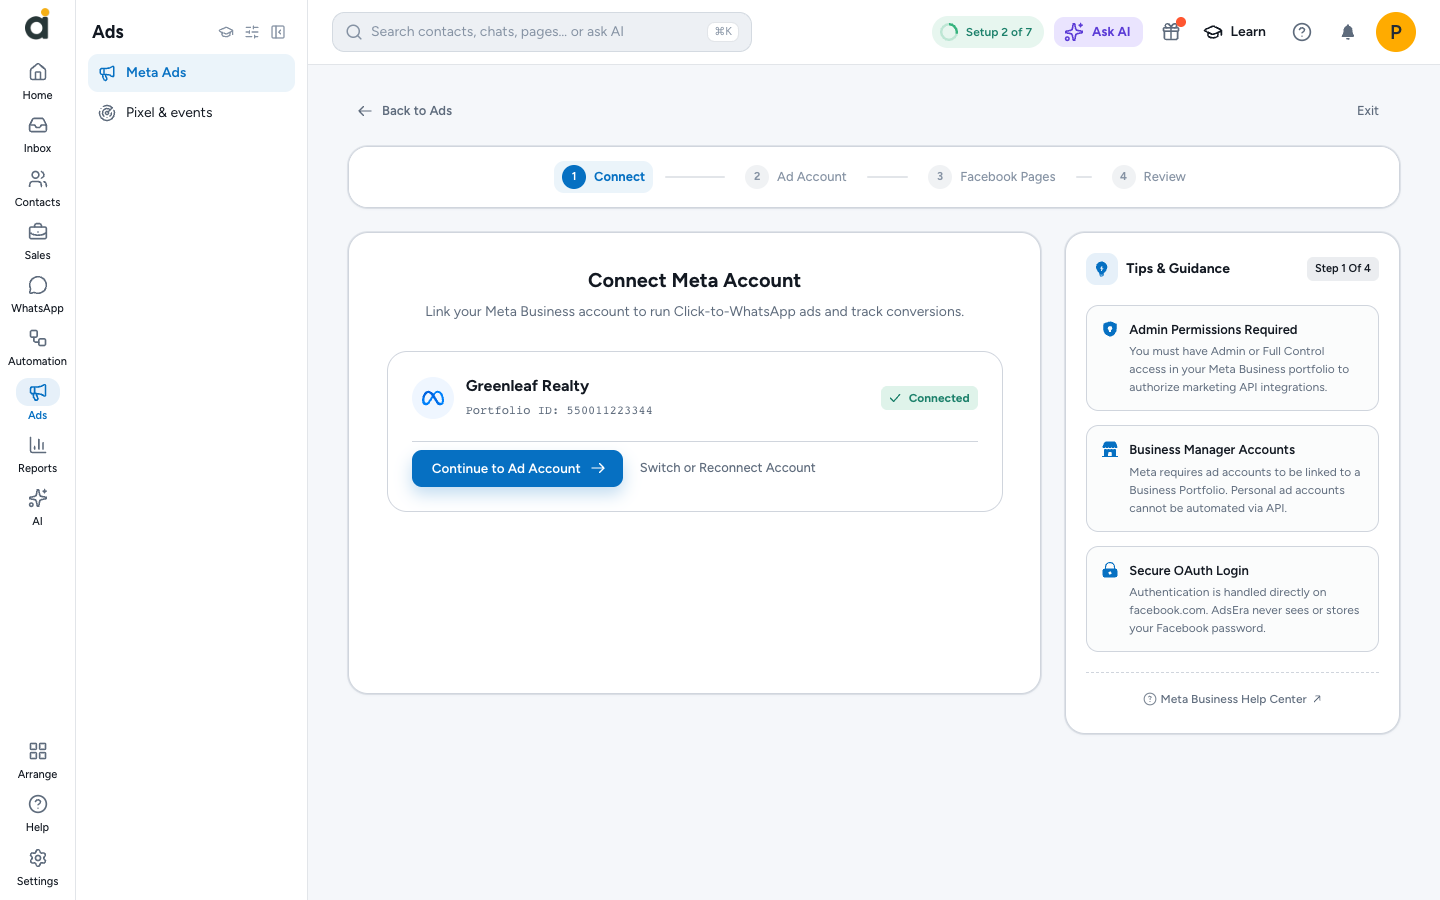 Ads
Search contacts, chats, pages... or ask AI
⌘K
Setup 2 of 7
Ask AI
Learn
P
Home
Inbox
Contacts
Sales
WhatsApp
Automation
Ads
Reports
AI
Arrange
Help
Settings
Meta Ads
Pixel & events
Back to Ads
Exit
1 Connect
2 Ad Account
3 Facebook Pages
4 Review
Connect Meta Account
Link your Meta Business account to run Click-to-WhatsApp ads and track conversions.
Greenleaf Realty
Portfolio ID: 550011223344
Connected
Continue to Ad Account
Switch or Reconnect Account
Tips & Guidance
Step 1 Of 4
Admin Permissions Required
You must have Admin or Full Control
access in your Meta Business portfolio to
authorize marketing API integrations.
Business Manager Accounts
Meta requires ad accounts to be linked to a
Business Portfolio. Personal ad accounts
cannot be automated via API.
Secure OAuth Login
Authentication is handled directly on
facebook.com. AdsEra never sees or stores
your Facebook password.
Meta Business Help Center ↗